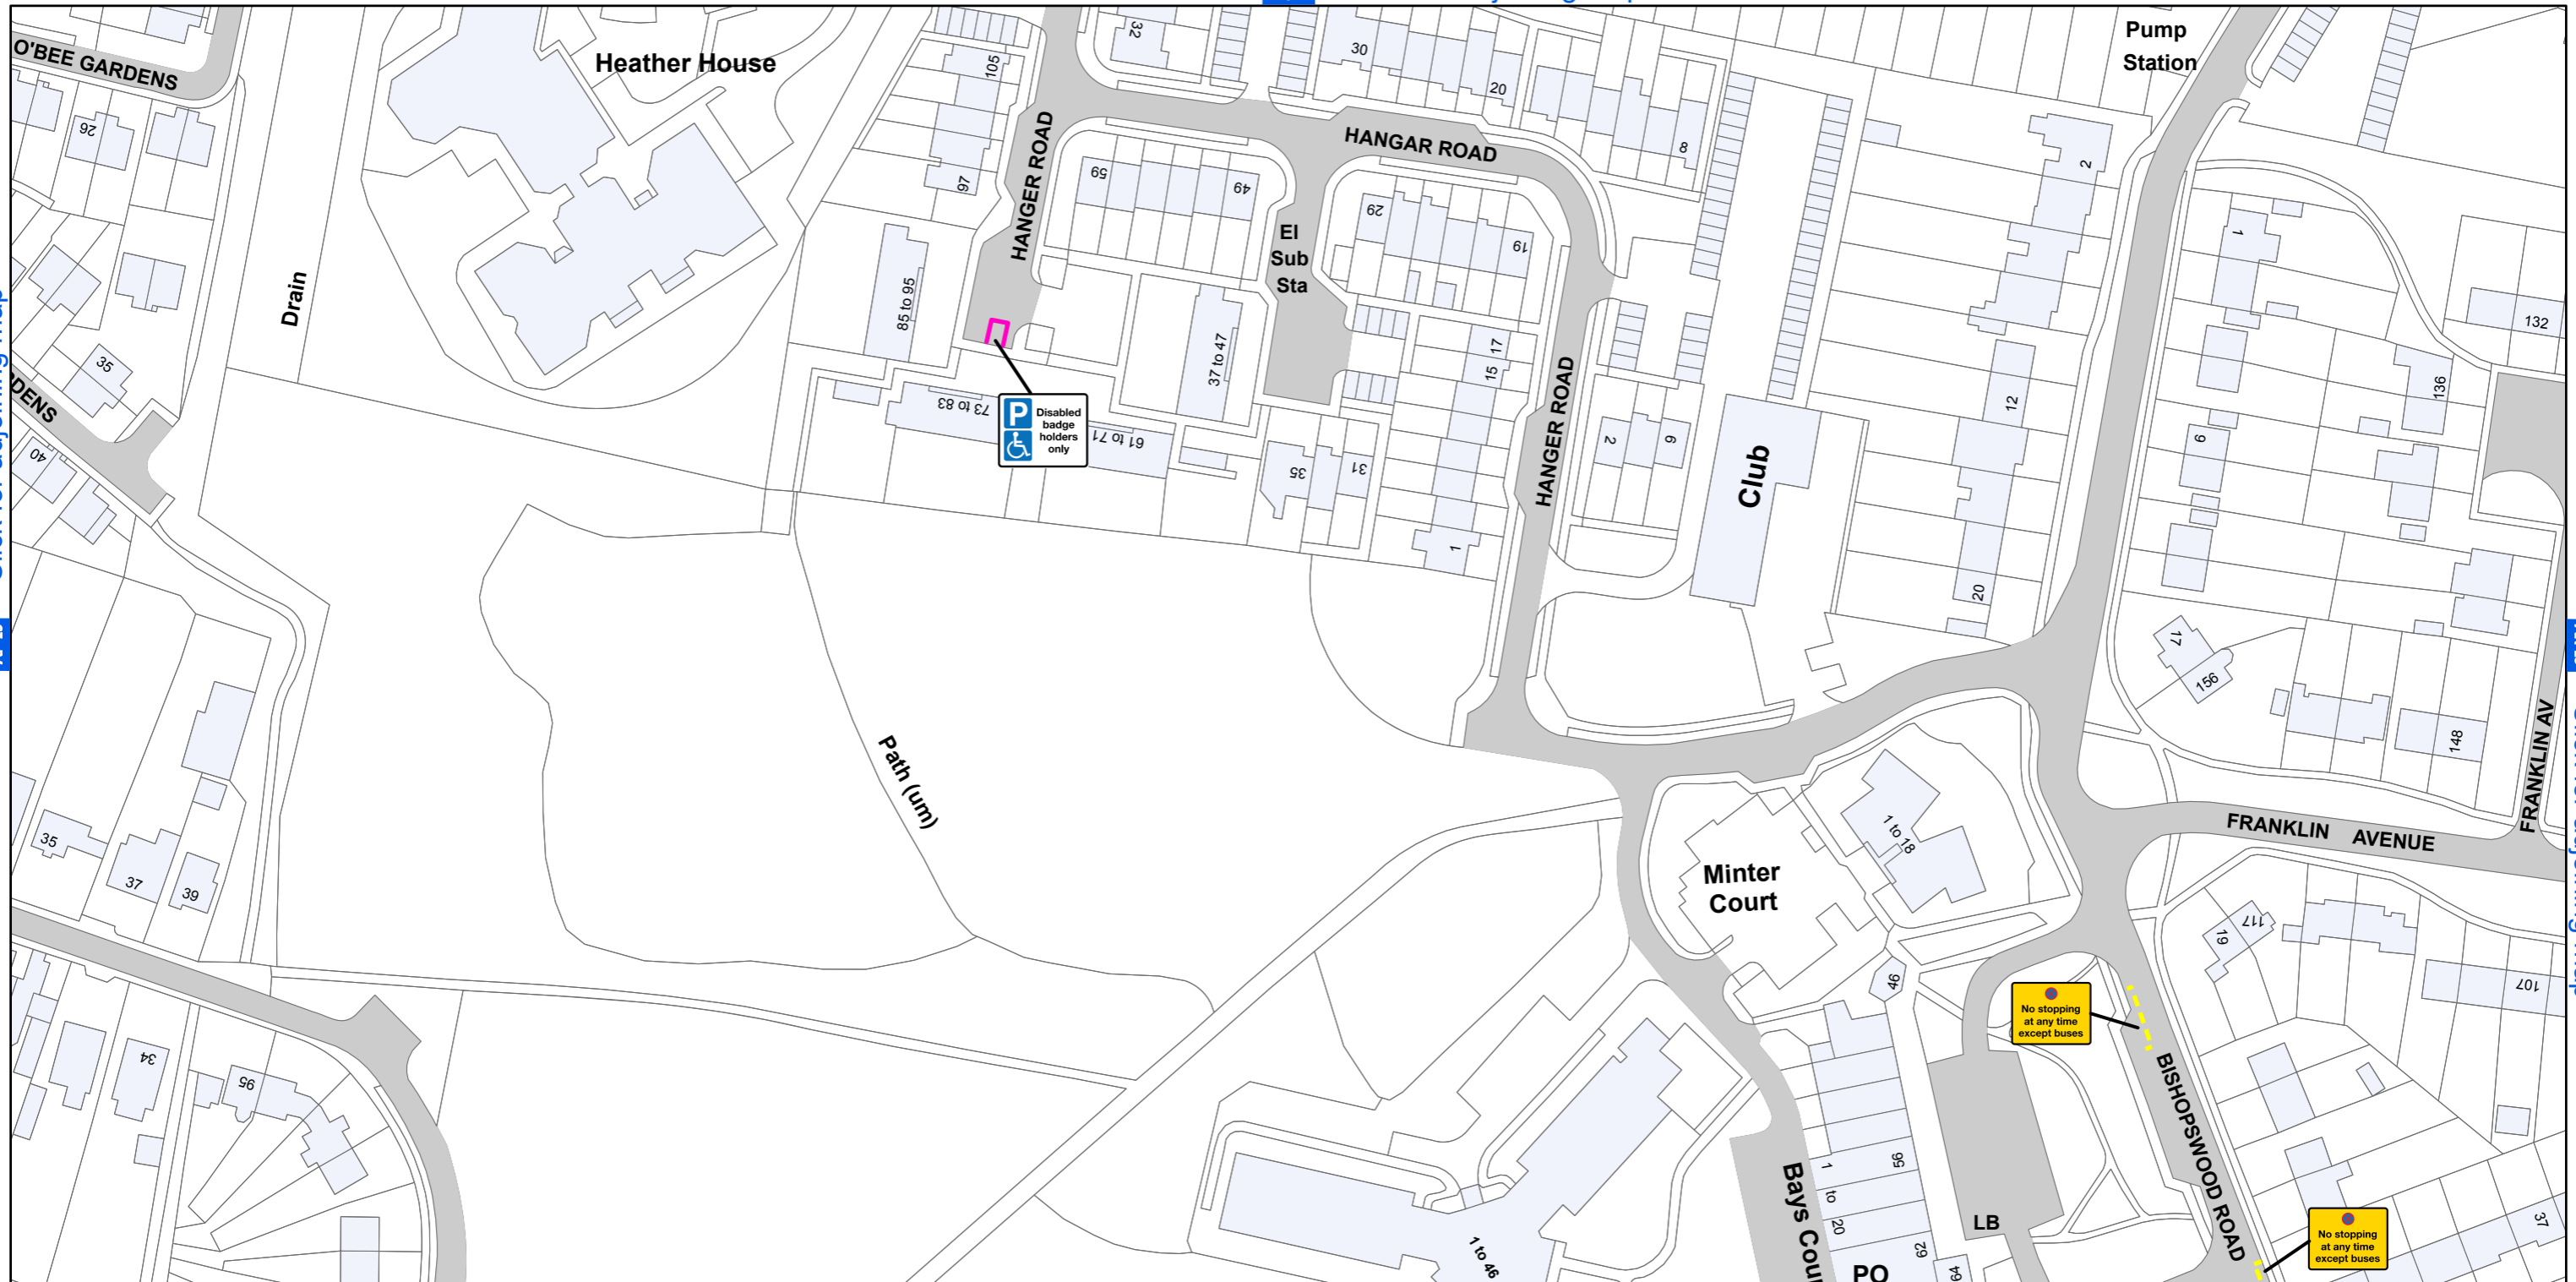 O'BEE GARDENS
26
Heather House
105
97
32
30
20
8
Pump
Station
HANGER ROAD
HANGAR ROAD
59
49
El
Sub
Sta
29
19
2
1
132
136
Drain
85 to 95
37 to 47
17
15
HANGER ROAD
12
9
35
40
73 to 83
P
Disabled
badge
holders
only
61 to 71
35
31
1
2
6
Club
20
17
156
148
FRANKLIN AV
FRANKLIN AVENUE
Path (um)
35
37
39
Minter
Court
1 to 18
46
117
19
107
No stopping
at any time
except buses
BISHOPSWOOD ROAD
34
95
1 to 46
Bays
1
to
20
56
62
64
LB
PO
37
No stopping
at any time
except buses